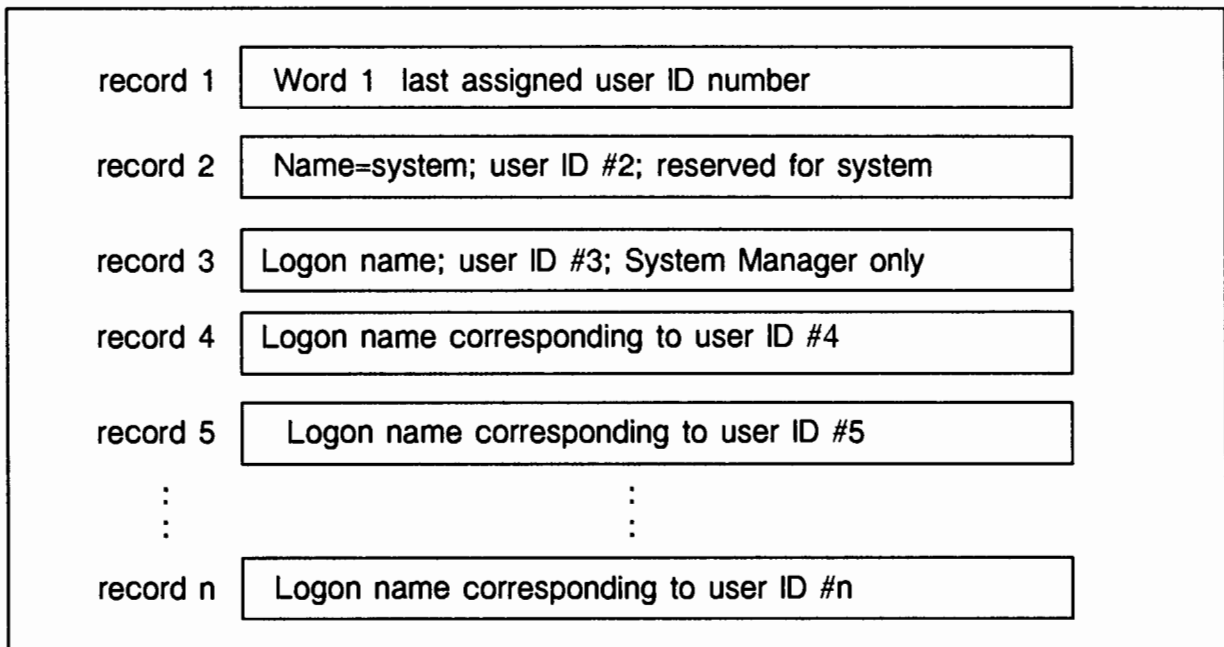 record 1 Word 1 last assigned user ID number
record 2 Name=system; user ID #2; reserved for system
record 3 Logon name; user ID #3; System Manager only
record 4 Logon name corresponding to user ID #4
record 5 Logon name corresponding to user ID #5
record n Logon name corresponding to user ID #n